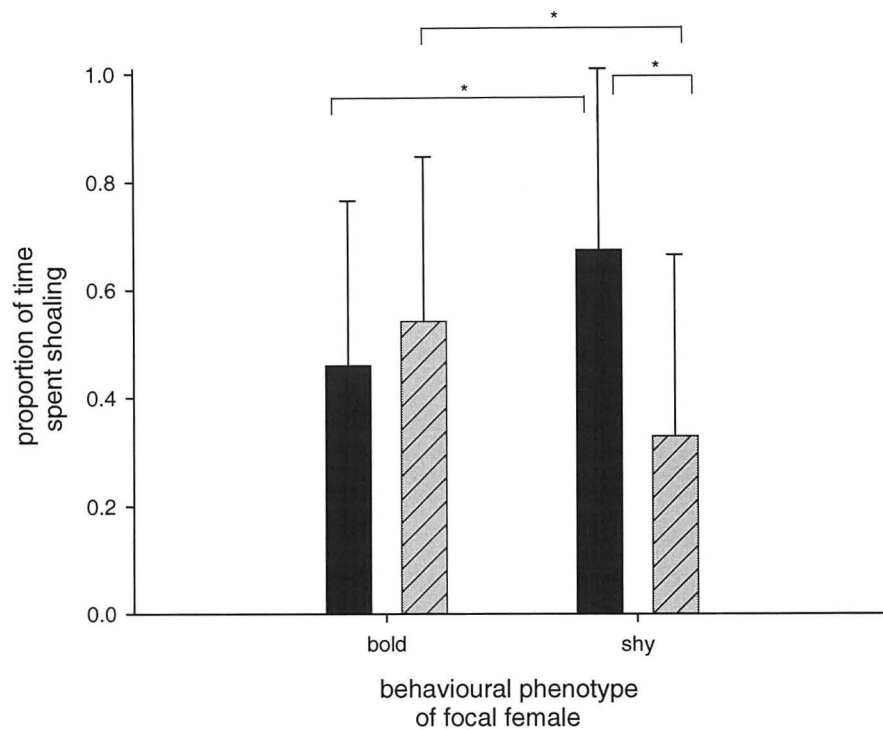 *
*
*
1.0
0.8
0.6
0.4
0.2
0.0
proportion of time
spent shoaling
bold
shy
behavioural phenotype
of focal female